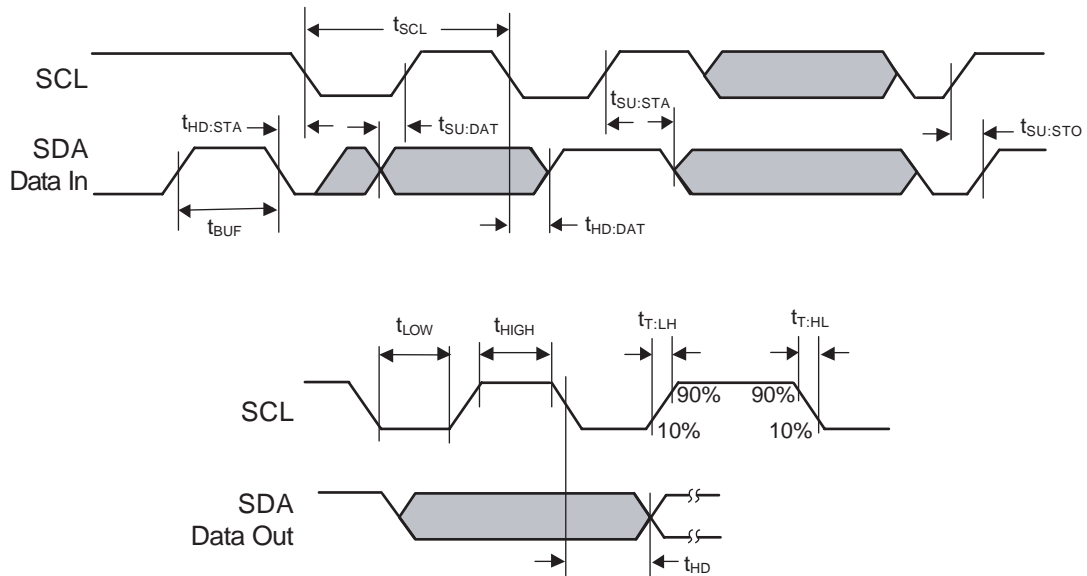 tSCL
SCL
tHD:STA
tSU:DAT
tSU:STA
tSU:STO
SDA
Data In
tBUF
tHD:DAT
tLOW
tHIGH
tT:LH
tT:HL
90%
90%
SCL
10%
10%
SDA
Data Out
tHD